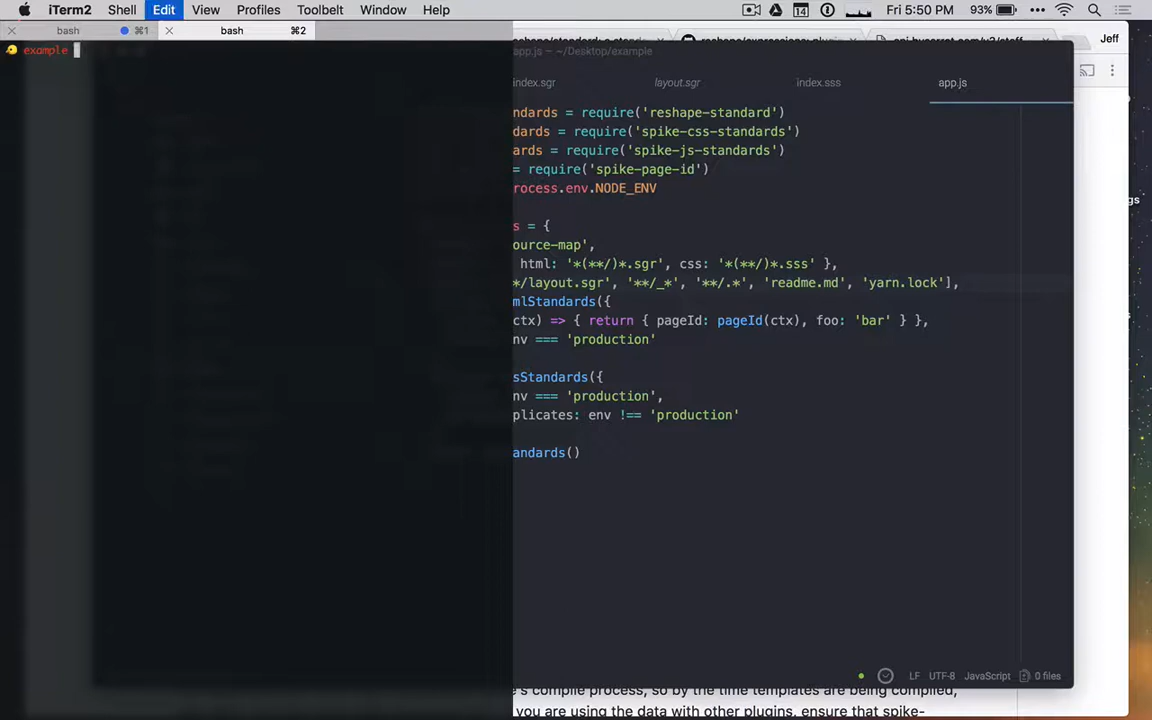 iTerm2 Shell Edit View Profiles Toolbelt Window Help 14 Fri 5:50 PM 93%
bash ⌘1 bash ⌘2
Jeff
example
app.js — ~/Desktop/example
index.sgr layout.sgr index.sss app.js
ndards = require('reshape-standard')
dards = require('spike-css-standards')
ards = require('spike-js-standards')
= require('spike-page-id')
rocess.env.NODE_ENV
s = {
ource-map',
html: '*(**/)*.sgr', css: '*(**/)*.sss' },
*/layout.sgr', '**/_*', '**/.*', 'readme.md', 'yarn.lock'],
mlStandards({
ctx) => { return { pageId: pageId(ctx), foo: 'bar' } },
nv === 'production'
sStandards({
nv === 'production',
plicates: env !== 'production'
andards()
LF UTF-8 JavaScript 0 files
e's compile process, so by the time templates are being compiled,
you are using the data with other plugins, ensure that spike-